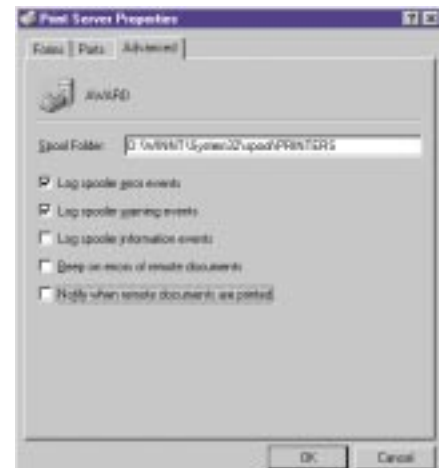 Print Server Properties
Forms Ports Advanced
AWARD
Spool Folder: D:\WINNT\System32\spool\PRINTERS
Log spooler error events
Log spooler warning events
Log spooler information events
Beep on errors of remote documents
Notify when remote documents are printed
OK Cancel